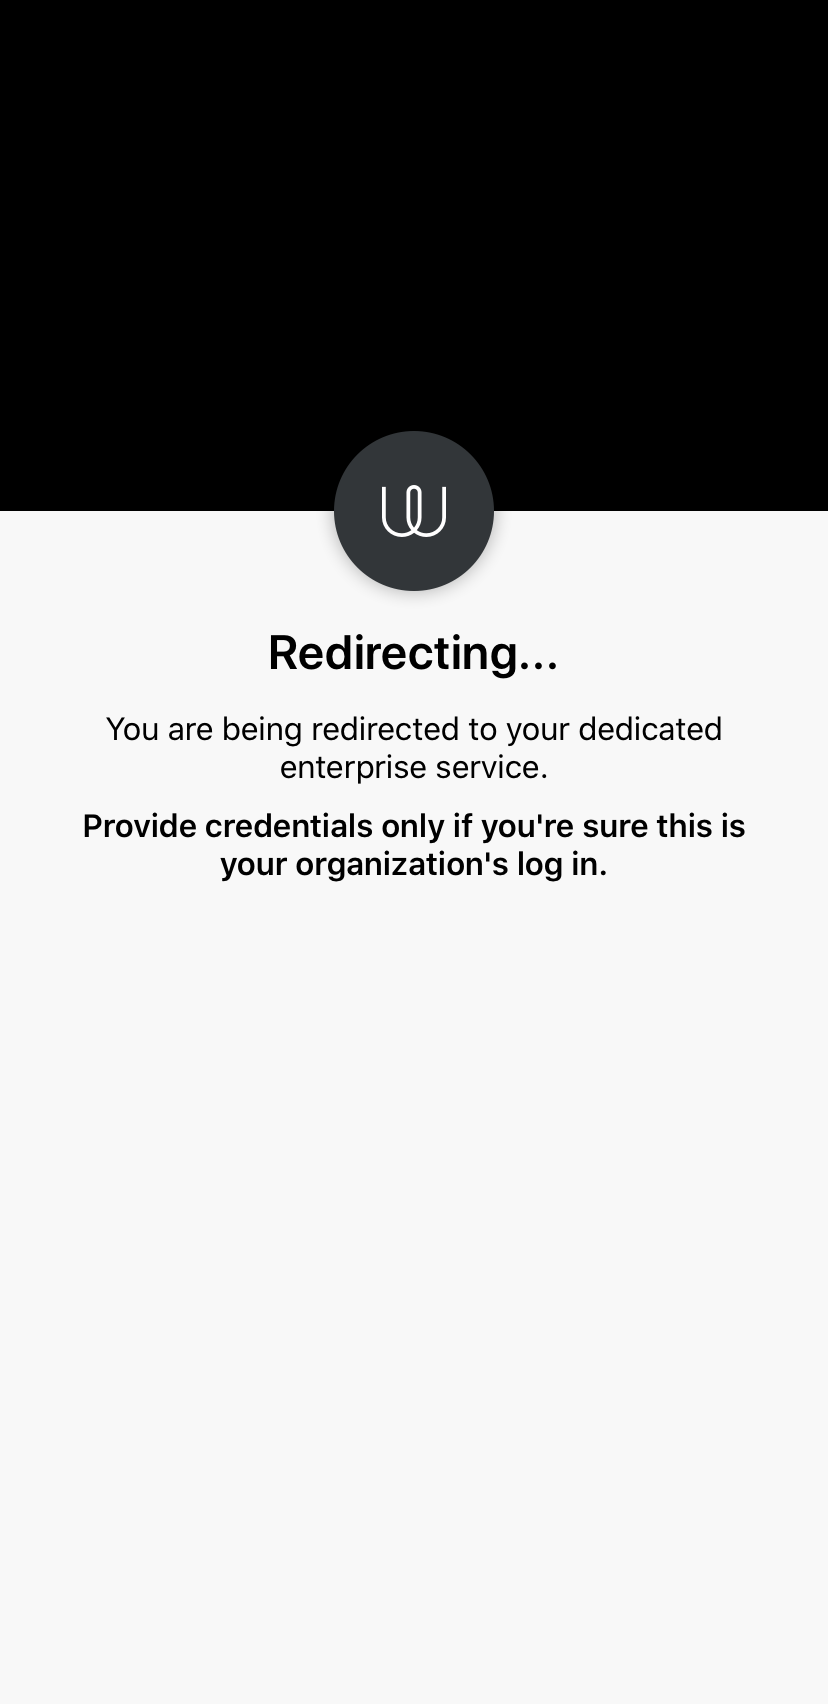 Redirecting...
You are being redirected to your dedicated
enterprise service.
Provide credentials only if you're sure this is
your organization's log in.